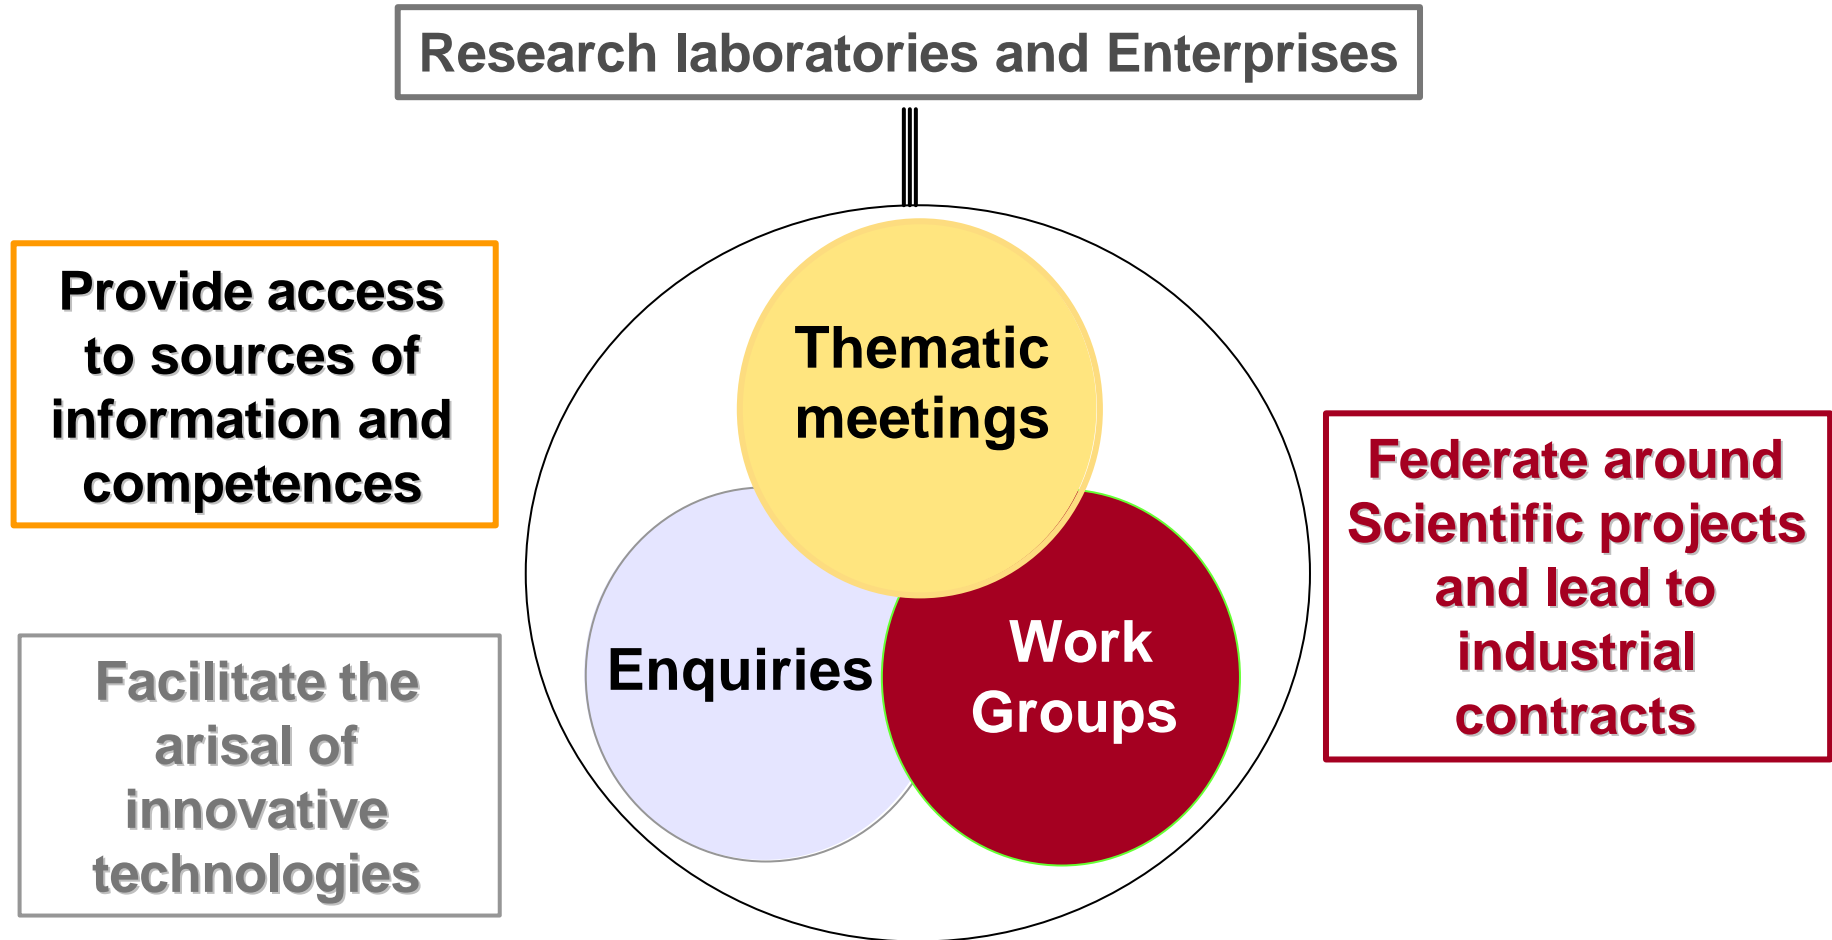 Research laboratories and Enterprises
Provide access
to sources of
information and
competences
Thematic
meetings
Federate around
Scientific projects
and lead to
industrial
contracts
Enquiries
Work
Groups
Facilitate the
arisal of
innovative
technologies